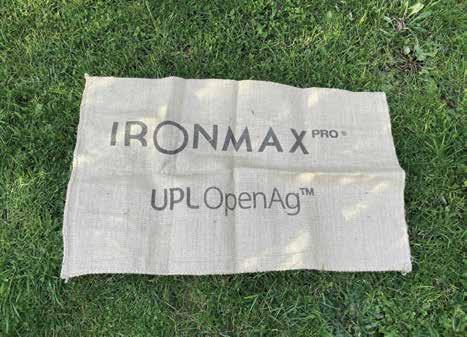 IRONMAX PRO®
UPL OpenAg™